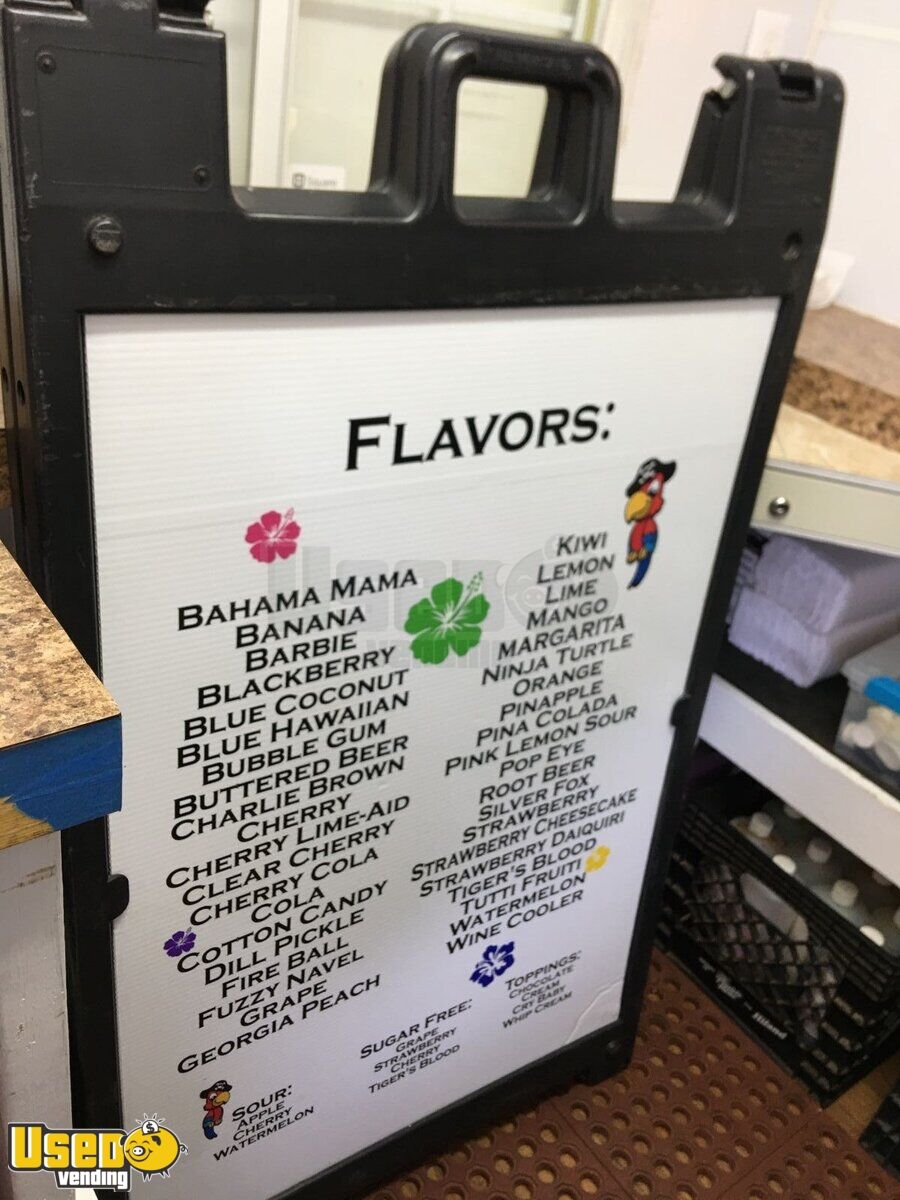 Flavors:
Bahama Mama
Banana
Barbie
Blackberry
Blue Coconut
Blue Hawaiian
Bubble Gum
Buttered Beer
Charlie Brown
Cherry
Cherry Lime-Aid
Clear Cherry
Cherry Cola
Cola
Cotton Candy
Dill Pickle
Fire Ball
Fuzzy Navel
Grape
Georgia Peach
Kiwi
Lemon
Lime
Mango
Margarita
Ninja Turtle
Orange
Pinapple
Pina Colada
Pink Lemon Sour
Pop Eye
Root Beer
Silver Fox
Strawberry
Strawberry Cheesecake
Strawberry Daiquiri
Tiger's Blood
Tutti Fruiti
Watermelon
Wine Cooler
Sour:
Apple
Cherry
Watermelon
Sugar Free:
Grape
Strawberry
Cherry
Tiger's Blood
Toppings:
Chocolate
Cream
Cry Baby
Whip Cream
Used
vending